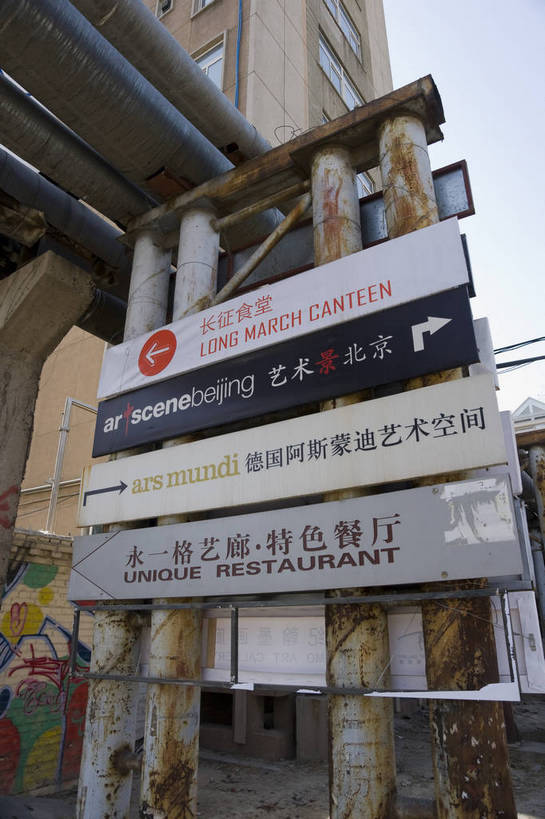 长征食堂
LONG MARCH CANTEEN
artscenebeijing 艺术景北京
ars mundi 德国阿斯蒙迪艺术空间
永一格艺廊·特色餐厅
UNIQUE RESTAURANT